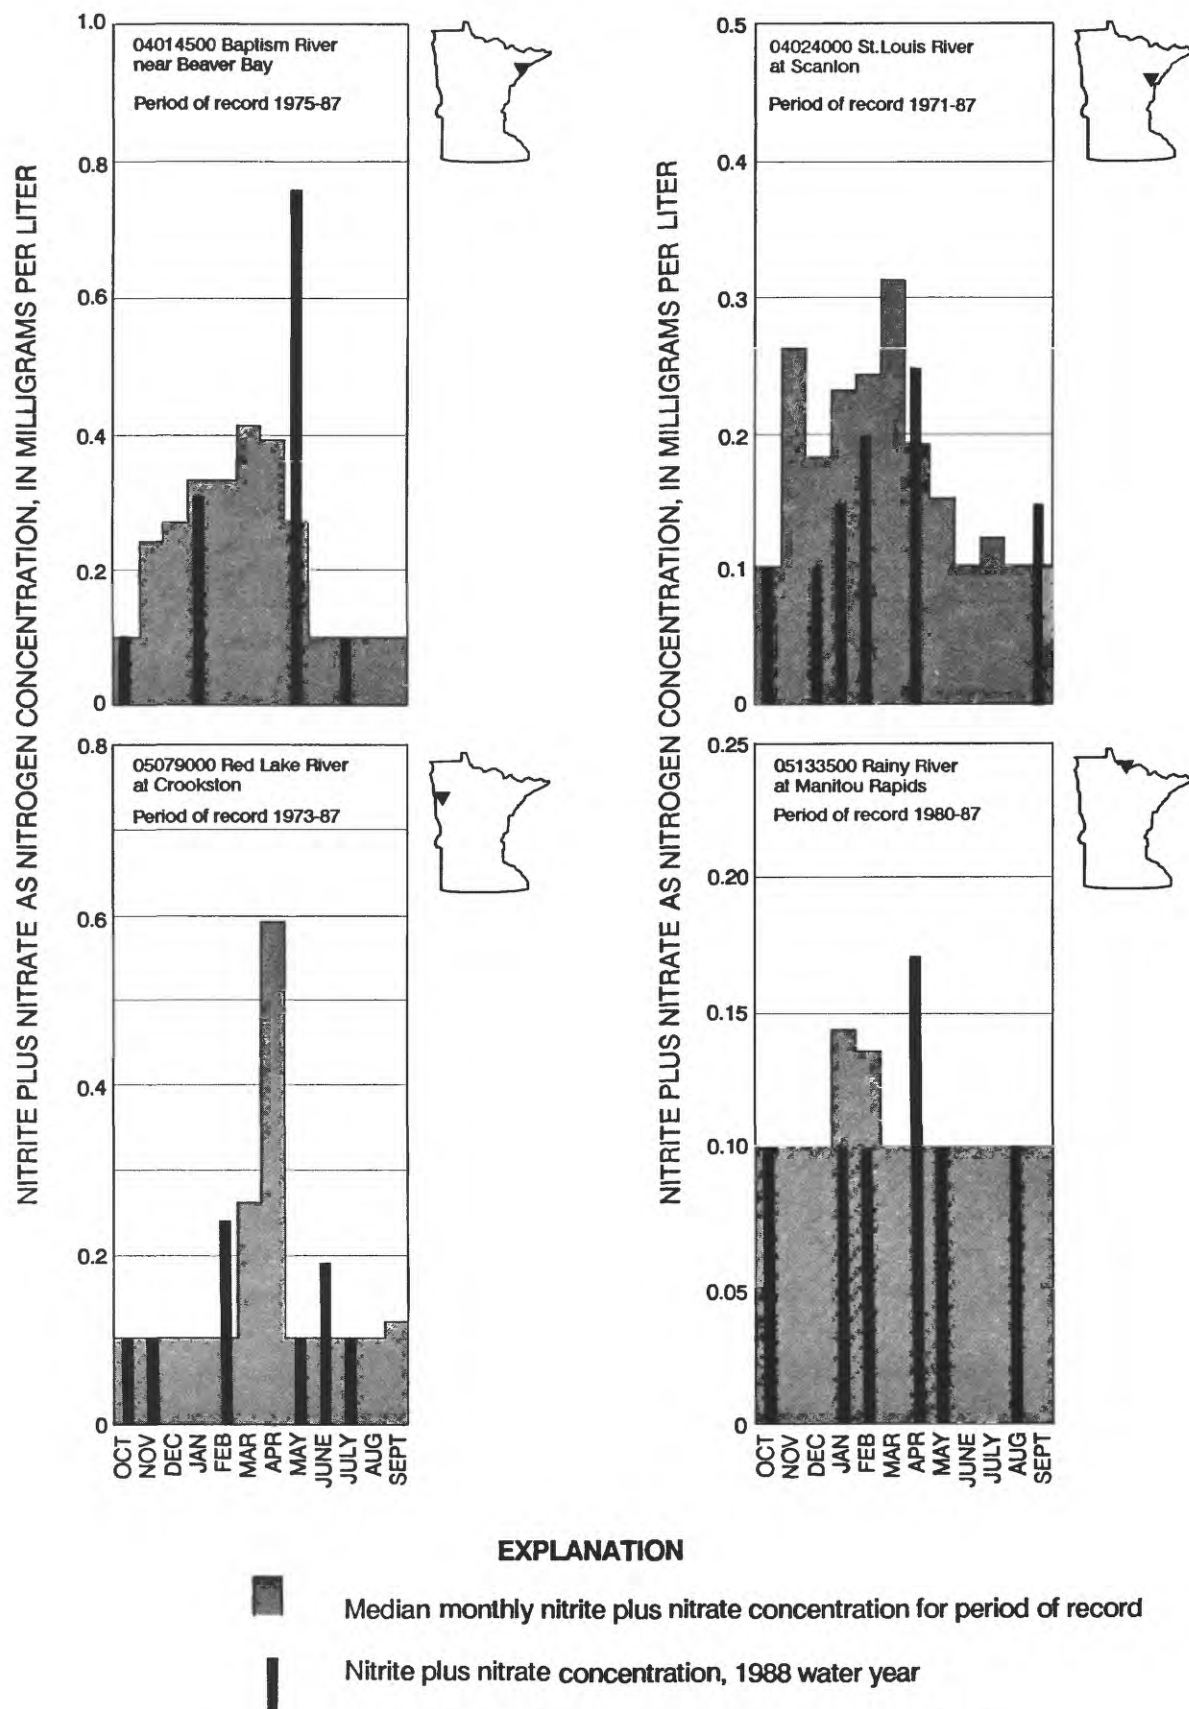 NITRITE PLUS NITRATE AS NITROGEN CONCENTRATION, IN MILLIGRAMS PER LITER
1.0
0.8
0.6
0.4
0.2
0
04014500 Baptism River
near Beaver Bay
Period of record 1975-87
NITRITE PLUS NITRATE AS NITROGEN CONCENTRATION, IN MILLIGRAMS PER LITER
0.5
0.4
0.3
0.2
0.1
0
04024000 St.Louis River
at Scanlon
Period of record 1971-87
0.8
0.6
0.4
0.2
0
05079000 Red Lake River
at Crookston
Period of record 1973-87
OCT
NOV
DEC
JAN
FEB
MAR
APR
MAY
JUNE
JULY
AUG
SEPT
0.25
0.20
0.15
0.10
0.05
0
05133500 Rainy River
at Manitou Rapids
Period of record 1980-87
OCT
NOV
DEC
JAN
FEB
MAR
APR
MAY
JUNE
JULY
AUG
SEPT
EXPLANATION
Median monthly nitrite plus nitrate concentration for period of record
Nitrite plus nitrate concentration, 1988 water year